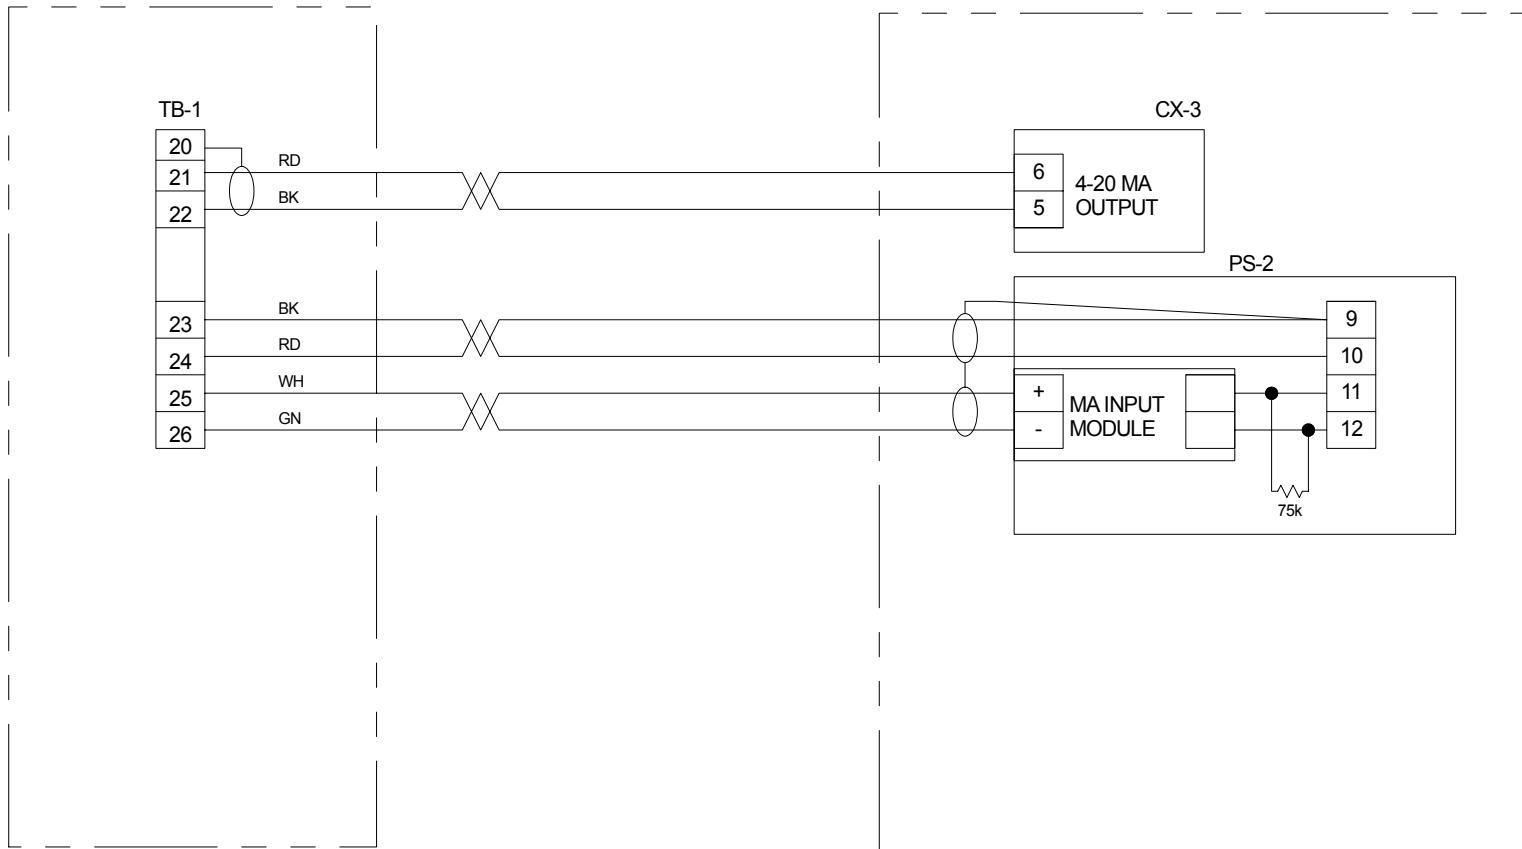 TB-1
CX-3
20
21
22
RD
BK
6
5
4-20 MA
OUTPUT
PS-2
23
24
25
26
BK
RD
WH
GN
+
-
MA INPUT
MODULE
9
10
11
12
75k